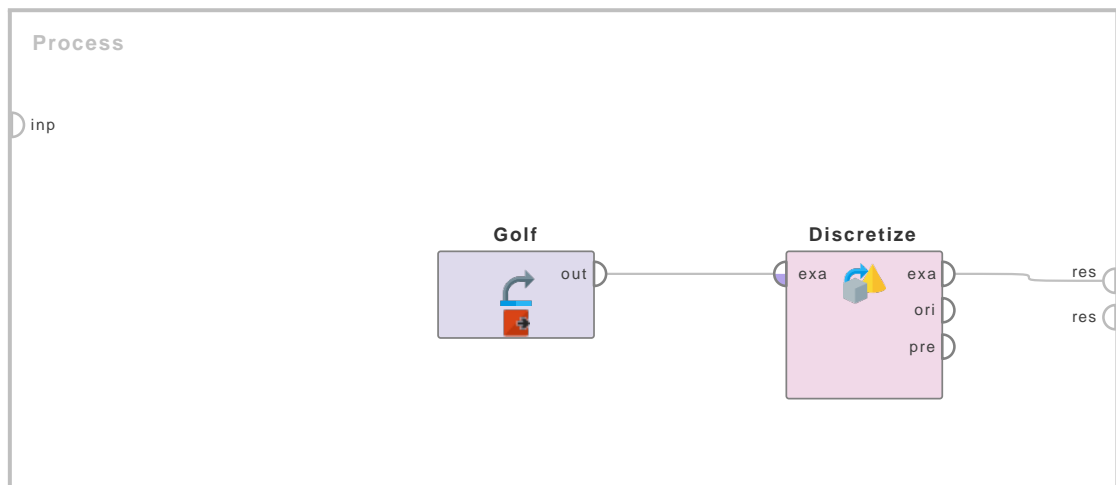 Process
inp
Golf
out
Discretize
exa
exa
ori
pre
res
res